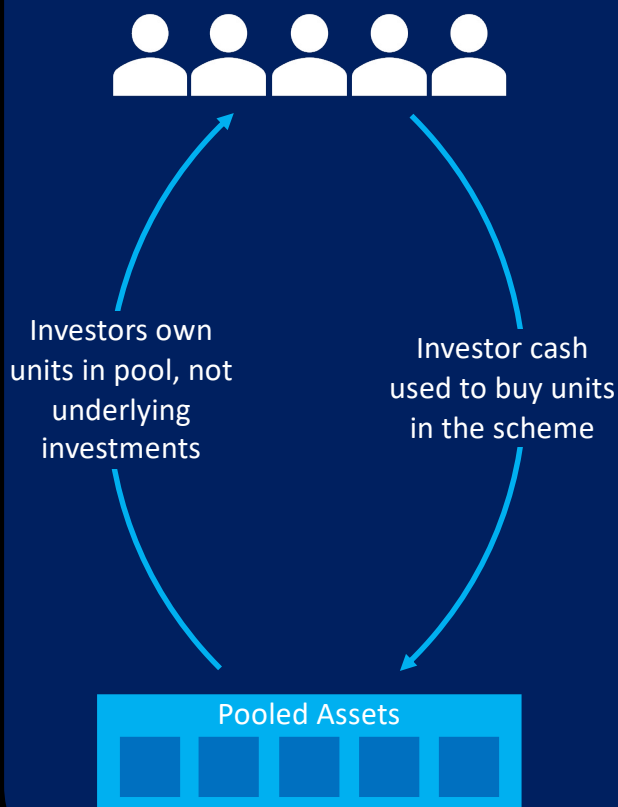 Investors own
units in pool, not
underlying
investments
Investor cash
used to buy units
in the scheme
Pooled Assets